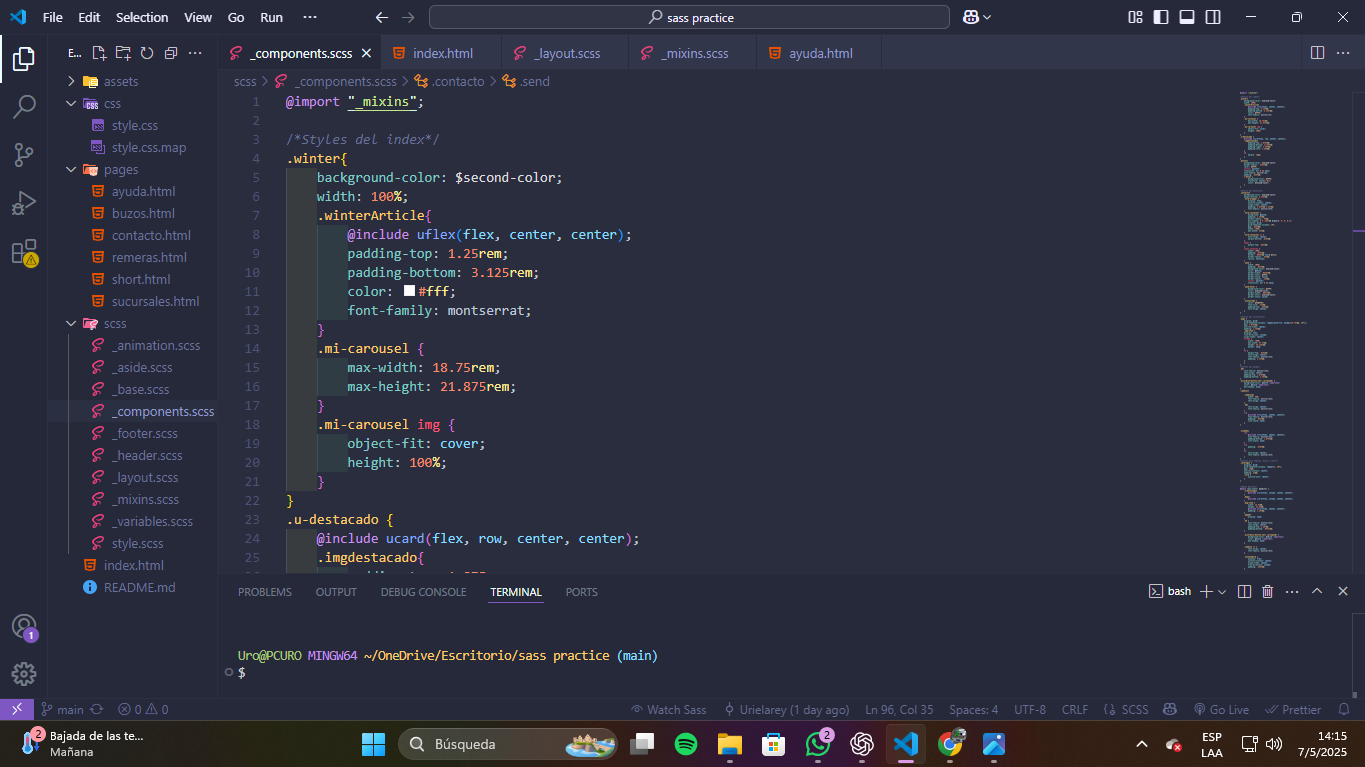 File Edit Selection View Go Run ··· sass practice
E...
_components.scss index.html _layout.scss _mixins.scss ayuda.html
scss > _components.scss > .contacto > .send
assets
css
style.css
style.css.map
pages
ayuda.html
buzos.html
contacto.html
remeras.html
short.html
sucursales.html
scss
_animation.scss
_aside.scss
_base.scss
_components.scss
_footer.scss
_header.scss
_layout.scss
_mixins.scss
_variables.scss
style.scss
index.html
README.md
1 @import "_mixins";
2
3 /*Styles del index*/
4 .winter{
5 background-color: $second-color;
6 width: 100%;
7 .winterArticle{
8 @include uflex(flex, center, center);
9 padding-top: 1.25rem;
10 padding-bottom: 3.125rem;
11 color: #fff;
12 font-family: montserrat;
13 }
14 .mi-carousel {
15 max-width: 18.75rem;
16 max-height: 21.875rem;
17 }
18 .mi-carousel img {
19 object-fit: cover;
20 height: 100%;
21 }
22 }
23 .u-destacado {
24 @include ucard(flex, row, center, center);
25 .imgdestacado{
PROBLEMS OUTPUT DEBUG CONSOLE TERMINAL PORTS bash
Uro@PCURO MINGW64 ~/OneDrive/Escritorio/sass practice (main)
$
1
main 0 0 Watch Sass Urielarey (1 day ago) Ln 96, Col 35 Spaces: 4 UTF-8 CRLF {} SCSS Go Live Prettier
2 Bajada de las te...
Mañana
Búsqueda
2
ESP
LAA
14:15
7/5/2025